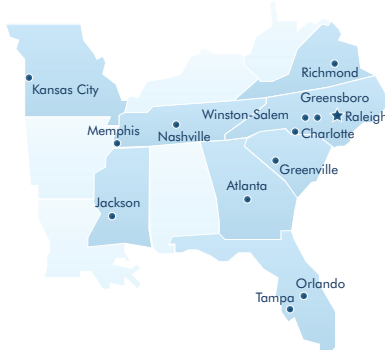 Richmond
Kansas City
Greensboro
Winston-Salem
Raleigh
Memphis
Nashville
Charlotte
Greenville
Atlanta
Jackson
Orlando
Tampa